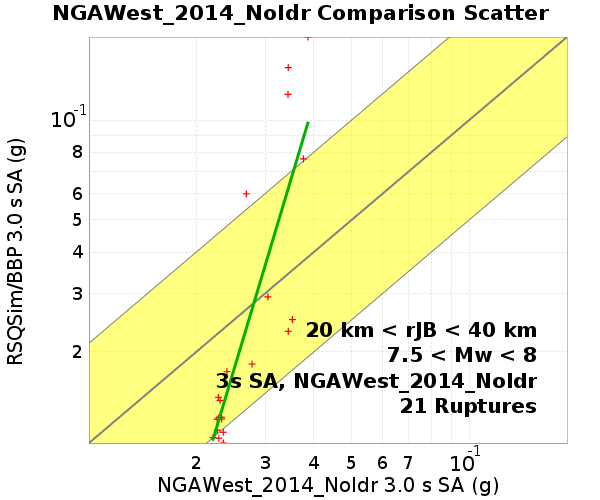 NGAWest_2014_NoIdr Comparison Scatter
RSQSim/BBP 3.0 s SA (g)
10-1
8
6
5
4
3
2
20 km < rJB < 40 km
7.5 < Mw < 8
3s SA, NGAWest_2014_NoIdr
21 Ruptures
2 3 4 5 6 7 10-1
NGAWest_2014_NoIdr 3.0 s SA (g)